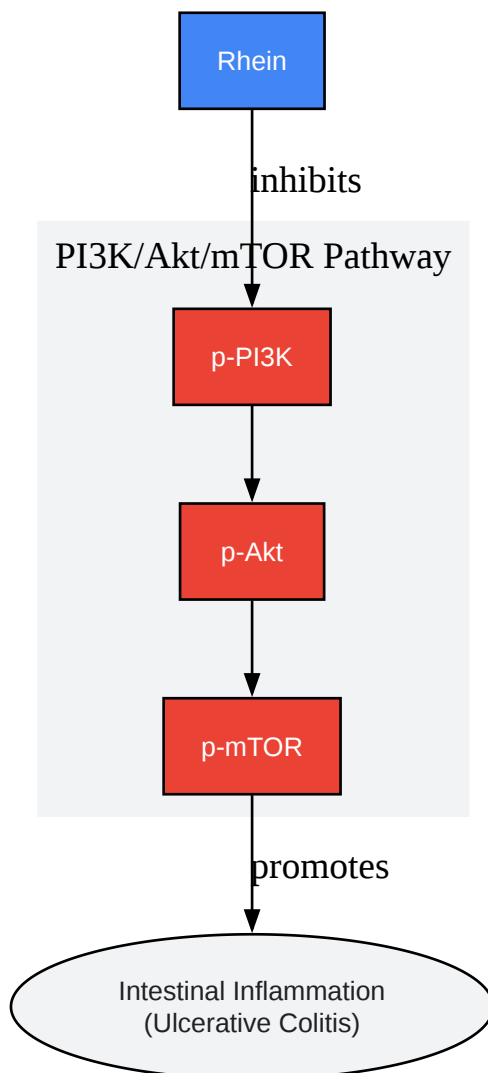 Rhein
inhibits
PI3K/Akt/mTOR Pathway
p-PI3K
p-Akt
p-mTOR
promotes
Intestinal Inflammation
(Ulcerative Colitis)